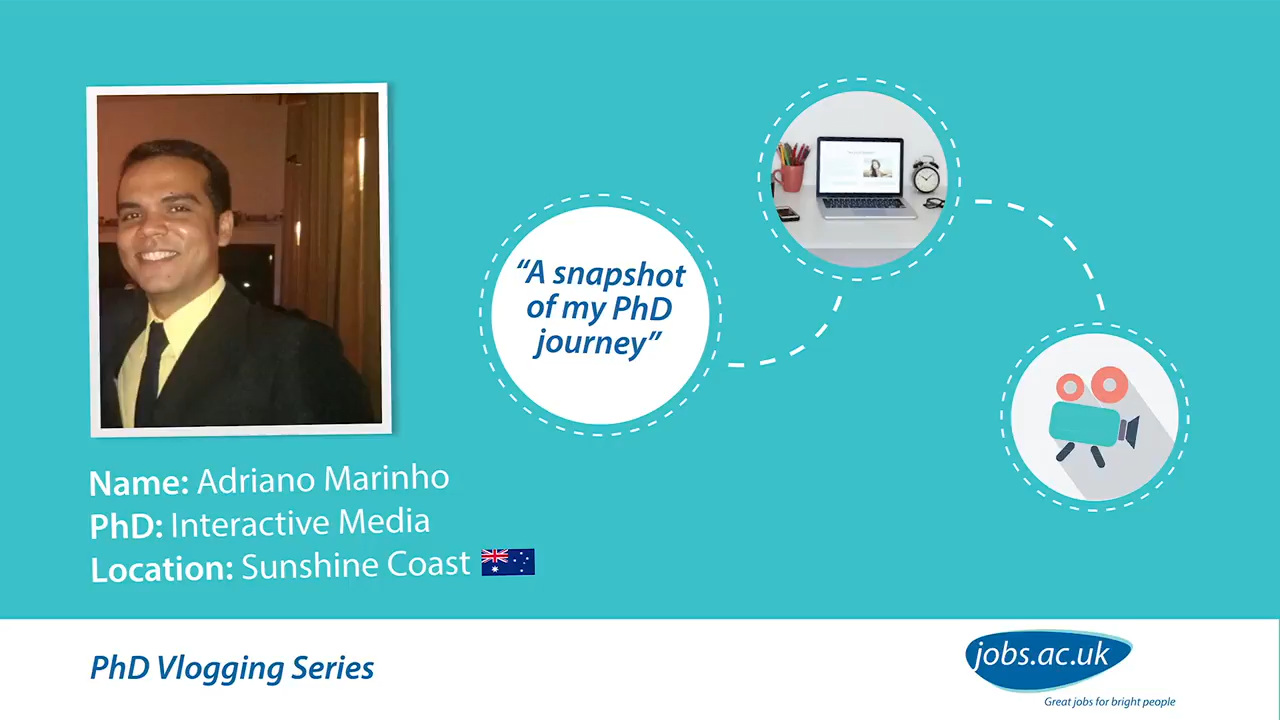 “A snapshot
of my PhD
journey”
Name: Adriano Marinho
PhD: Interactive Media
Location: Sunshine Coast
PhD Vlogging Series
jobs.ac.uk
Great jobs for bright people